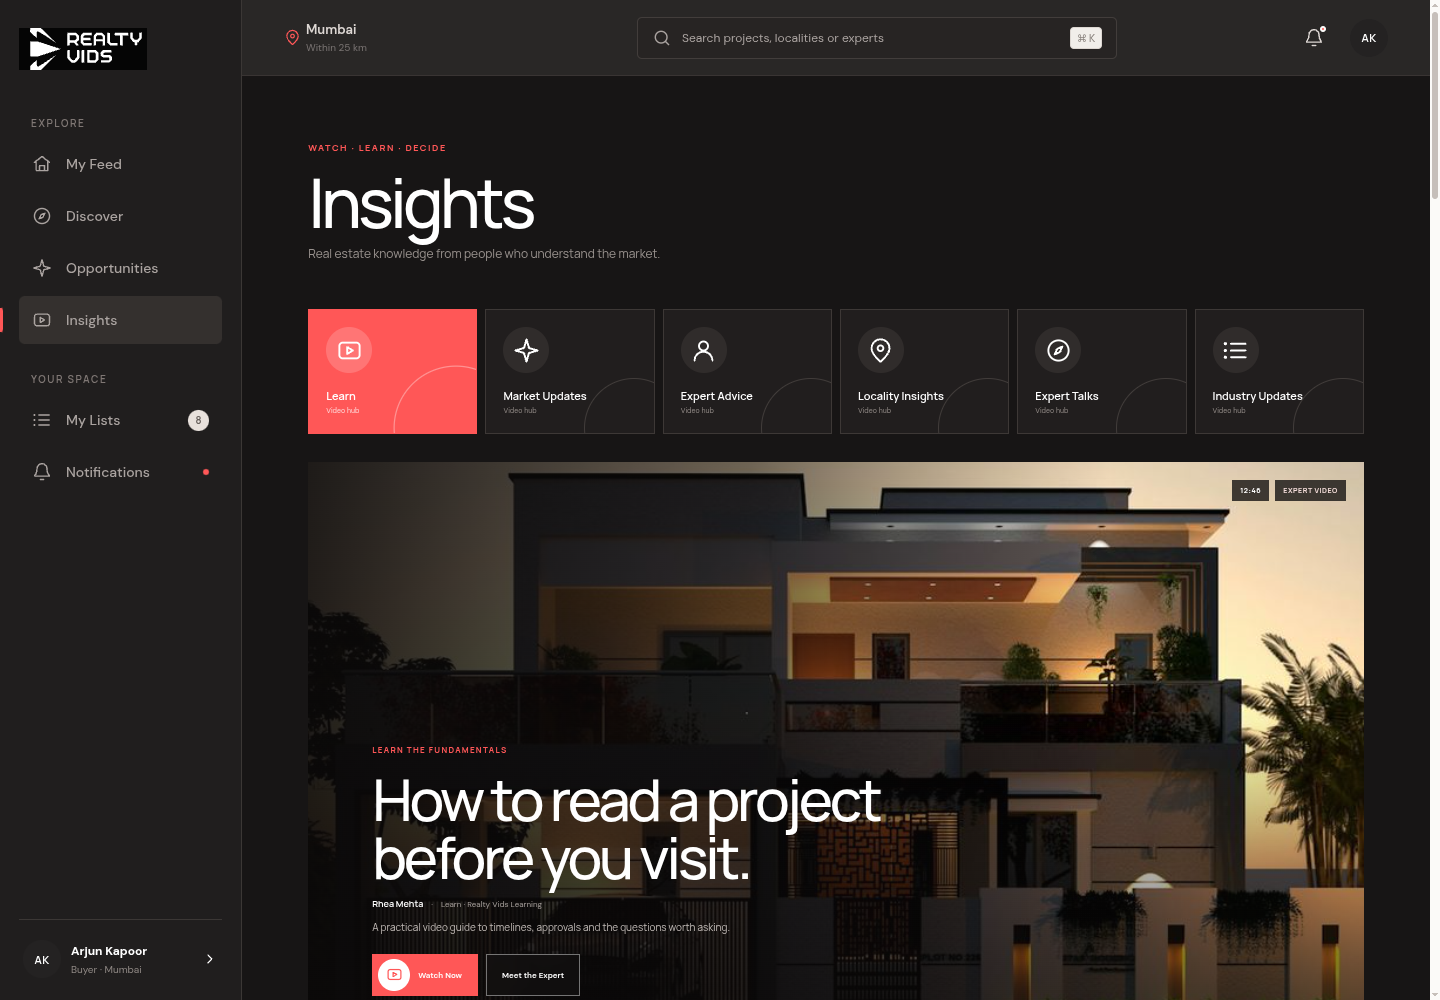 REALTY
VIDS
EXPLORE
My Feed
Discover
Opportunities
Insights
YOUR SPACE
My Lists
8
Notifications
AK
Arjun Kapoor
Buyer · Mumbai
Mumbai
Within 25 km
Search projects, localities or experts
⌘ K
AK
WATCH · LEARN · DECIDE
Insights
Real estate knowledge from people who understand the market.
Learn
Video hub
Market Updates
Video hub
Expert Advice
Video hub
Locality Insights
Video hub
Expert Talks
Video hub
Industry Updates
Video hub
12:46
EXPERT VIDEO
LEARN THE FUNDAMENTALS
How to read a project
before you visit.
Rhea Mehta · Learn · Realty Vids Learning
A practical video guide to timelines, approvals and the questions worth asking.
Watch Now
Meet the Expert